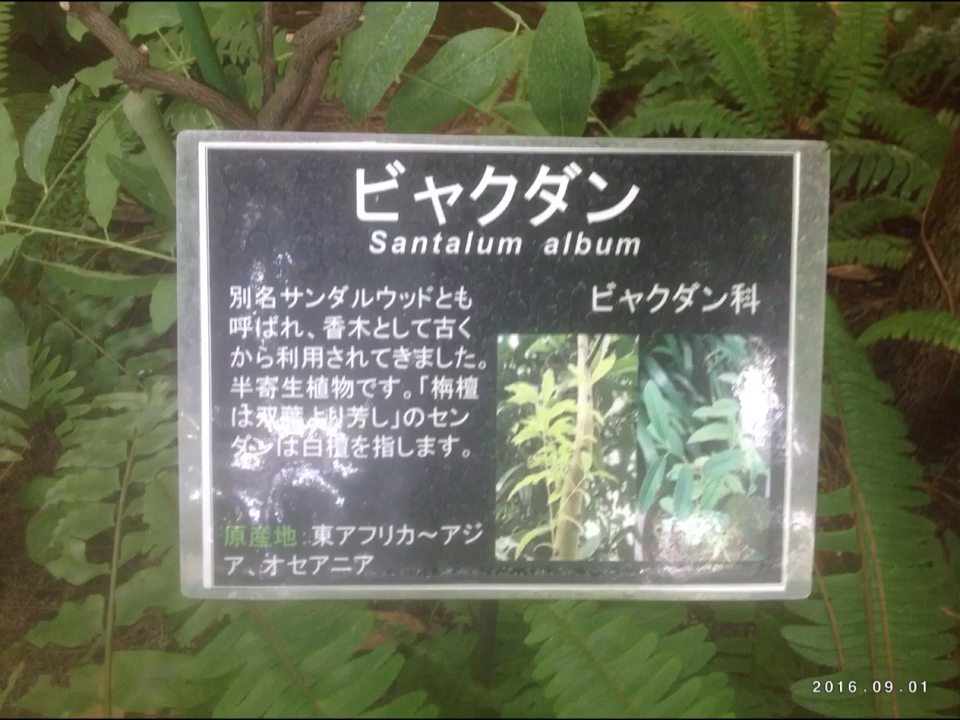 ビャクダン
Santalum album
ビャクダン科
別名サンダルウッドとも
呼ばれ、香木として古く
から利用されてきました。
半寄生植物です。「栴檀
は双葉より芳し」のセン
ダンは白檀を指します。
原産地：東アフリカ～アジ
ア、オセアニア
2016.09.01